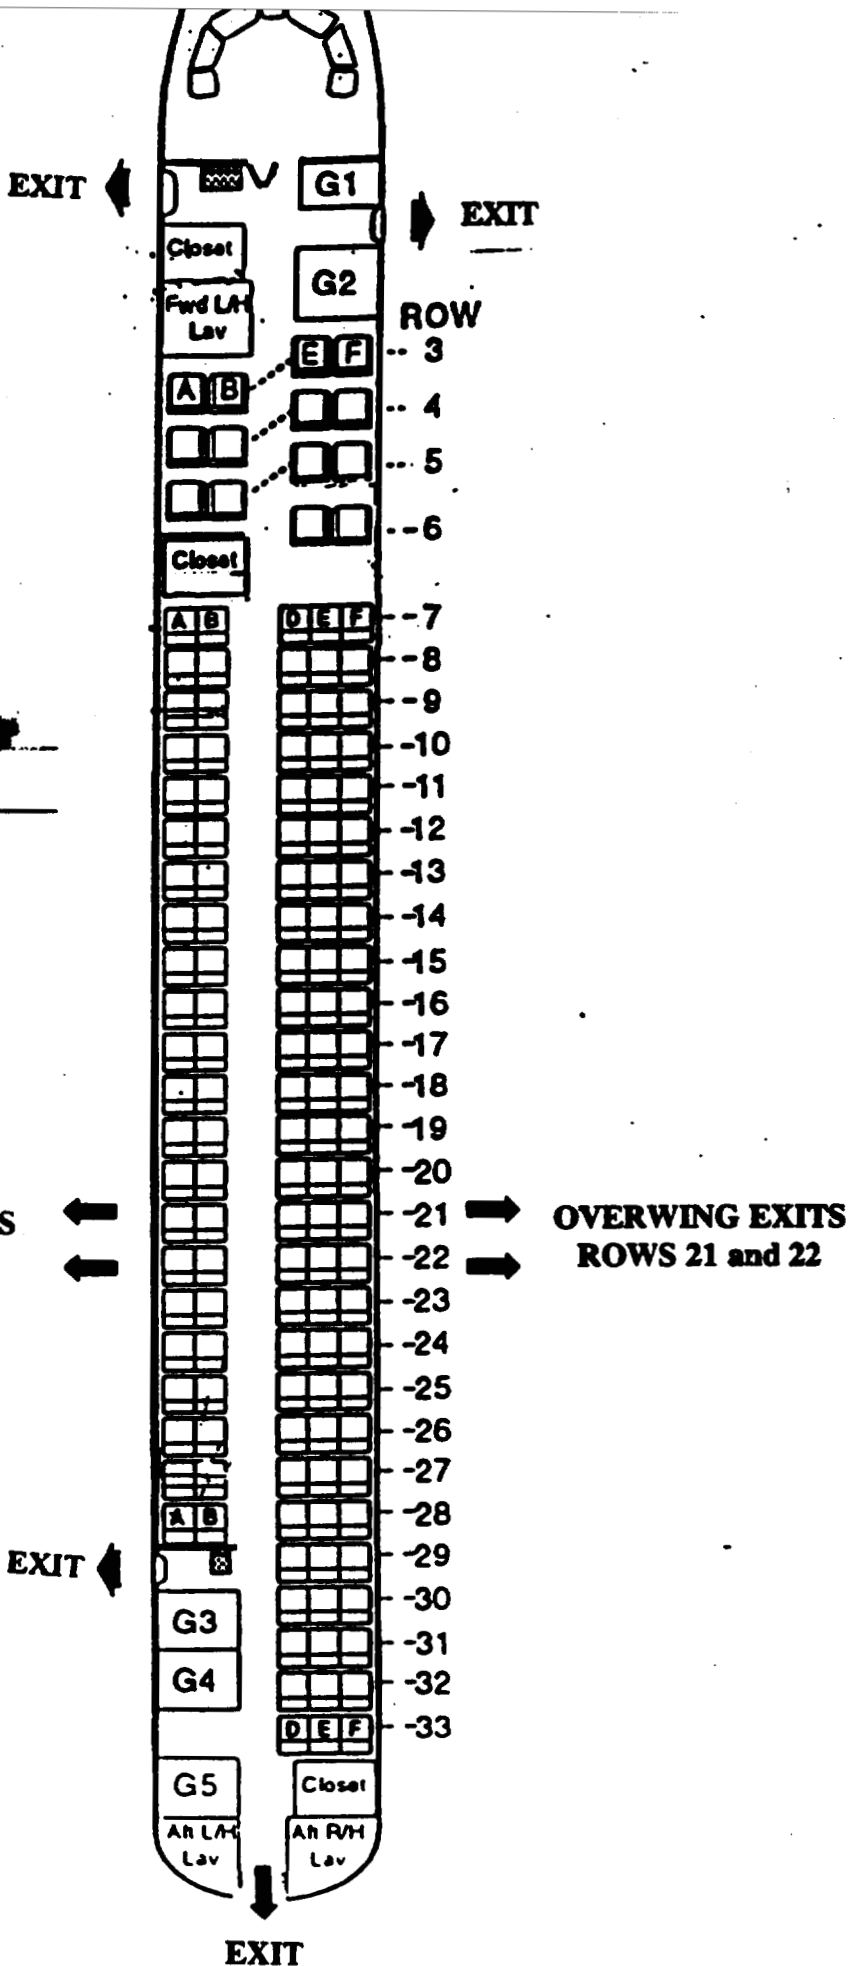 EXIT
G1
EXIT
Closet
G2
Fwd L/H
Lav
ROW
E F -- 3
A B
-- 4
-- 5
-- 6
Closet
A B D E F --7
--8
--9
--10
--11
--12
--13
--14
--15
--16
--17
--18
--19
--20
S
--21
OVERWING EXITS
ROWS 21 and 22
--22
--23
--24
--25
--26
--27
A B --28
EXIT
--29
--30
G3
--31
G4
--32
D E F --33
G5
Closet
Aft L/H
Lav
Aft R/H
Lav
EXIT